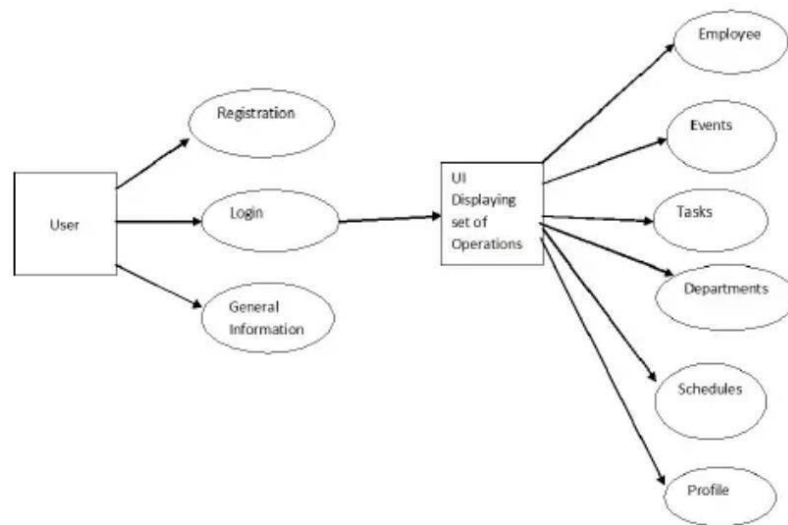 Employee
Registration
Events
UI
Displaying
set of
Operations
User
Login
Tasks
General
Information
Departments
Schedules
Profile